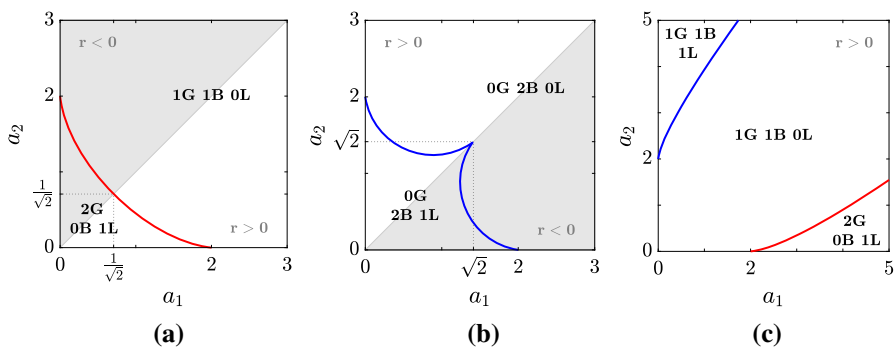 3
r < 0
1G 1B 0L
2
a₂
1/√2
2G
0B 1L
r > 0
0
0
1/√2
2
3
a₁
(a)
3
r > 0
0G 2B 0L
2
a₂
√2
0G
2B 1L
r < 0
0
0
√2
2
3
a₁
(b)
5
1G 1B
1L
r > 0
a₂
1G 1B 0L
2
2G
0B 1L
0
0
2
5
a₁
(c)